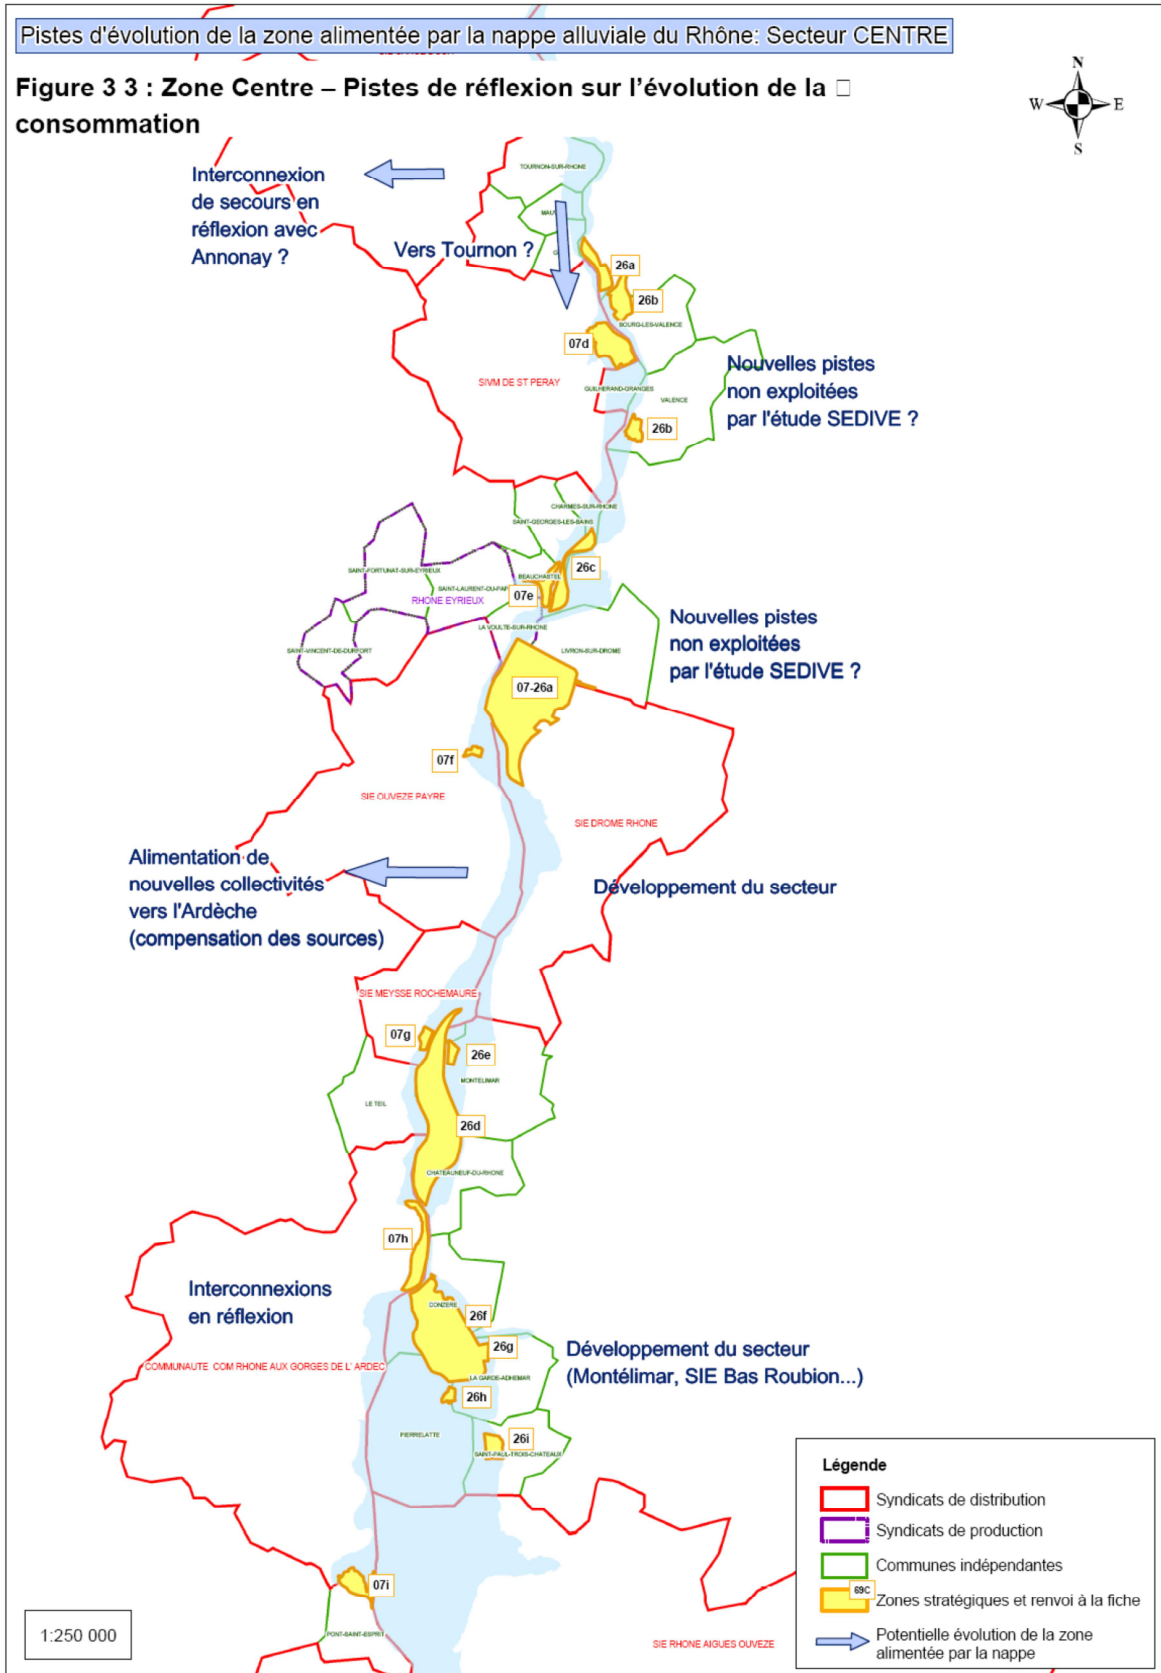 Pistes d'évolution de la zone alimentée par la nappe alluviale du Rhône: Secteur CENTRE
Figure 3 3 : Zone Centre – Pistes de réflexion sur l'évolution de la □
consommation
N
W
E
S
Interconnexion
de secours en
réflexion avec
Annonay ?
TOURNON-SUR-RHONE
Vers Tournon ?
26a
26b
BOURG-LES-VALENCE
07d
Nouvelles pistes
non exploitées
par l'étude SEDIVE ?
SIVM DE ST PERAY
GUILHERAND-GRANGES
VALENCE
26b
CHARMES-SUR-RHONE
SAINT-GEORGES-LES-BAINS
26c
SAINT-FORTUNAT-SUR-EYRIEUX
BEAUCHASTEL
SAINT-LAURENT-DU-PAP
RHONE EYRIEUX
07e
Nouvelles pistes
non exploitées
par l'étude SEDIVE ?
LA VOULTE-SUR-RHONE
SAINT-VINCENT-DE-DURFORT
LIVRON-SUR-DROME
07-26a
07f
SIE OUVEZE PAYRE
SIE DROME RHONE
Alimentation de
nouvelles collectivités
vers l'Ardèche
(compensation des sources)
Développement du secteur
SIE MEYSSE ROCHEMAURE
07g
26e
MONTELIMAR
LE TEIL
26d
CHATEAUNEUF-DU-RHONE
07h
Interconnexions
en réflexion
DONZERE
26f
26g
Développement du secteur
(Montélimar, SIE Bas Roubion...)
COMMUNAUTE COM RHONE AUX GORGES DE L' ARDEC
LA GARDE-ADHEMAR
26h
PIERRELATTE
26i
SAINT-PAUL-TROIS-CHATEAUX
07i
PONT-SAINT-ESPRIT
SIE RHONE AIGUES OUVEZE
1:250 000
Légende
Syndicats de distribution
Syndicats de production
Communes indépendantes
69C
Zones stratégiques et renvoi à la fiche
Potentielle évolution de la zone
alimentée par la nappe